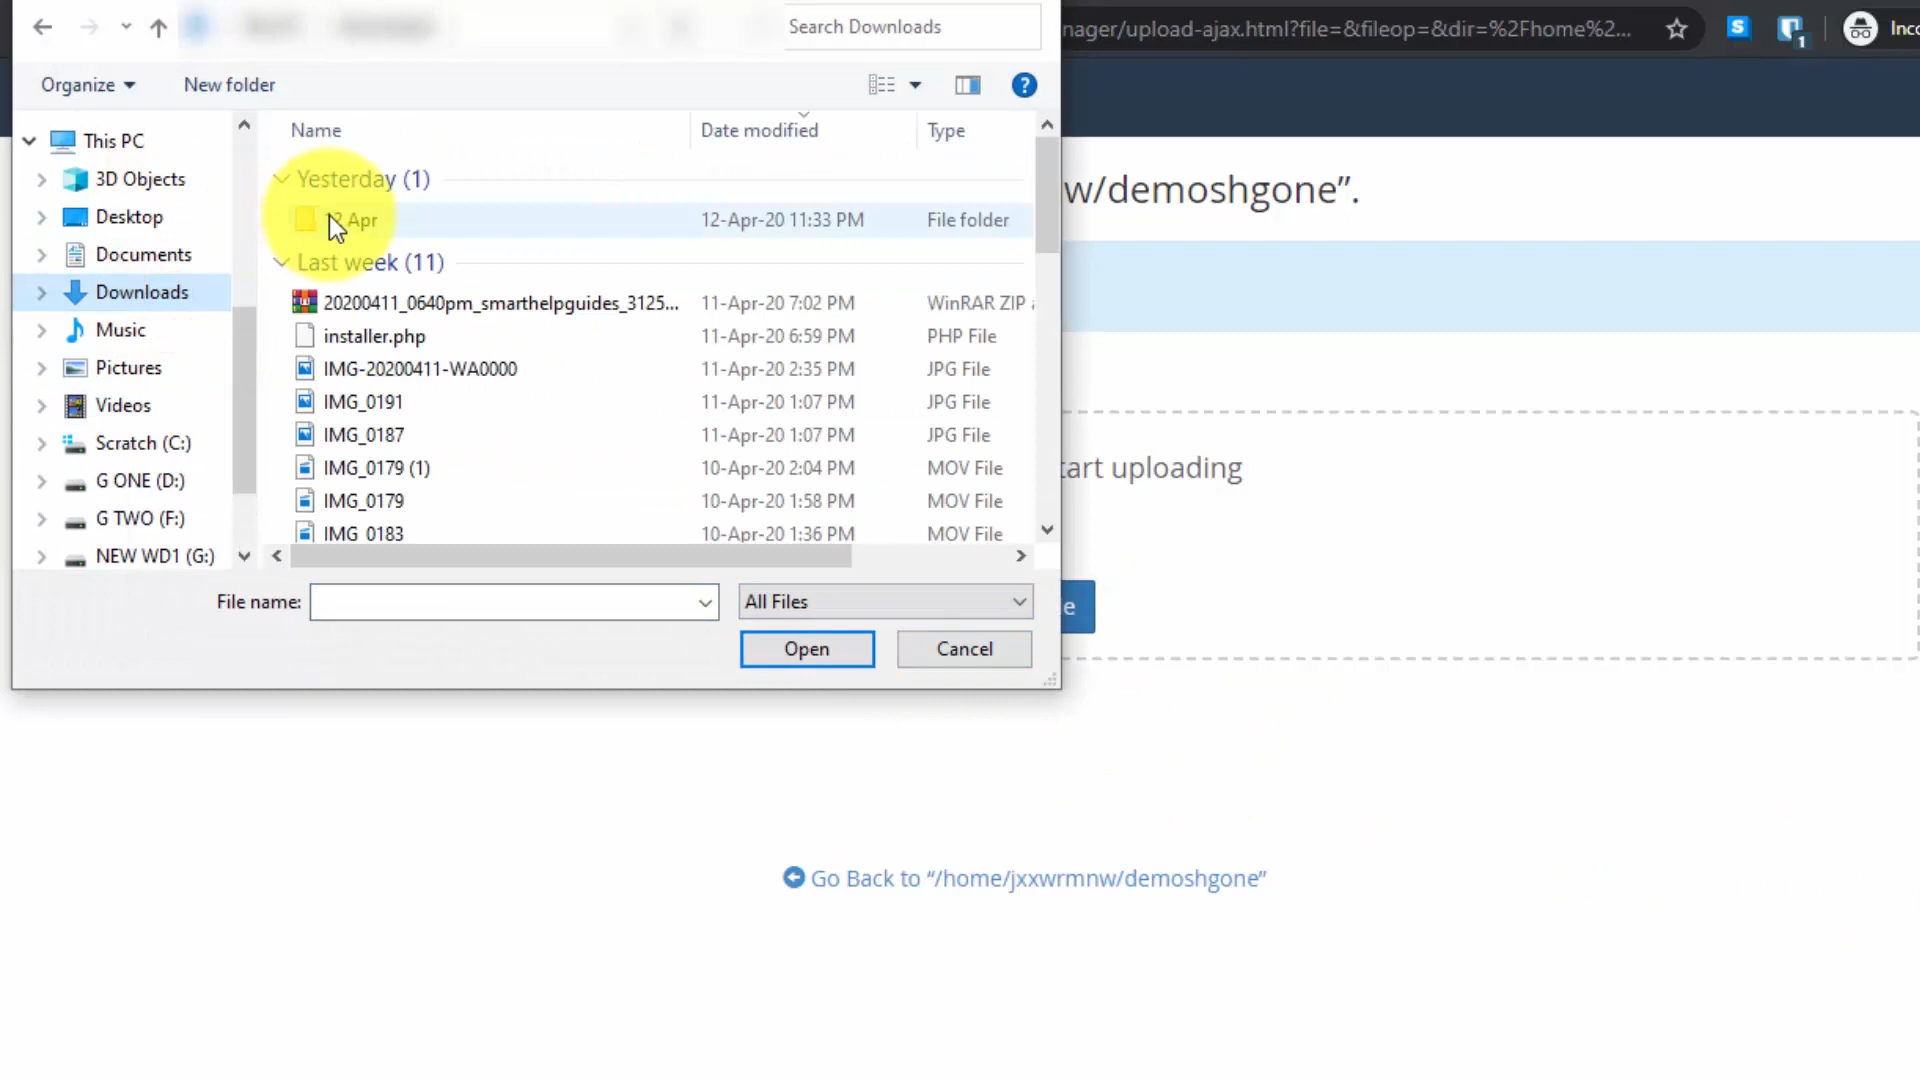 Search Downloads
nager/upload-ajax.html?file=&fileop=&dir=%2Fhome%2...
S
1
Inco
Organize
New folder
?
This PC
3D Objects
Desktop
Documents
Downloads
Music
Pictures
Videos
Scratch (C:)
G ONE (D:)
G TWO (F:)
NEW WD1 (G:)
Name Date modified Type
Yesterday (1)
12 Apr 12-Apr-20 11:33 PM File folder
Last week (11)
20200411_0640pm_smarthelpguides_3125... 11-Apr-20 7:02 PM WinRAR ZIP a
installer.php 11-Apr-20 6:59 PM PHP File
IMG-20200411-WA0000 11-Apr-20 2:35 PM JPG File
IMG_0191 11-Apr-20 1:07 PM JPG File
IMG_0187 11-Apr-20 1:07 PM JPG File
IMG_0179 (1) 10-Apr-20 2:04 PM MOV File
IMG_0179 10-Apr-20 1:58 PM MOV File
IMG_0183 10-Apr-20 1:36 PM MOV File
File name:
All Files
Open
Cancel
w/demoshgone”.
tart uploading
e
Go Back to “/home/jxxwrmnw/demoshgone”